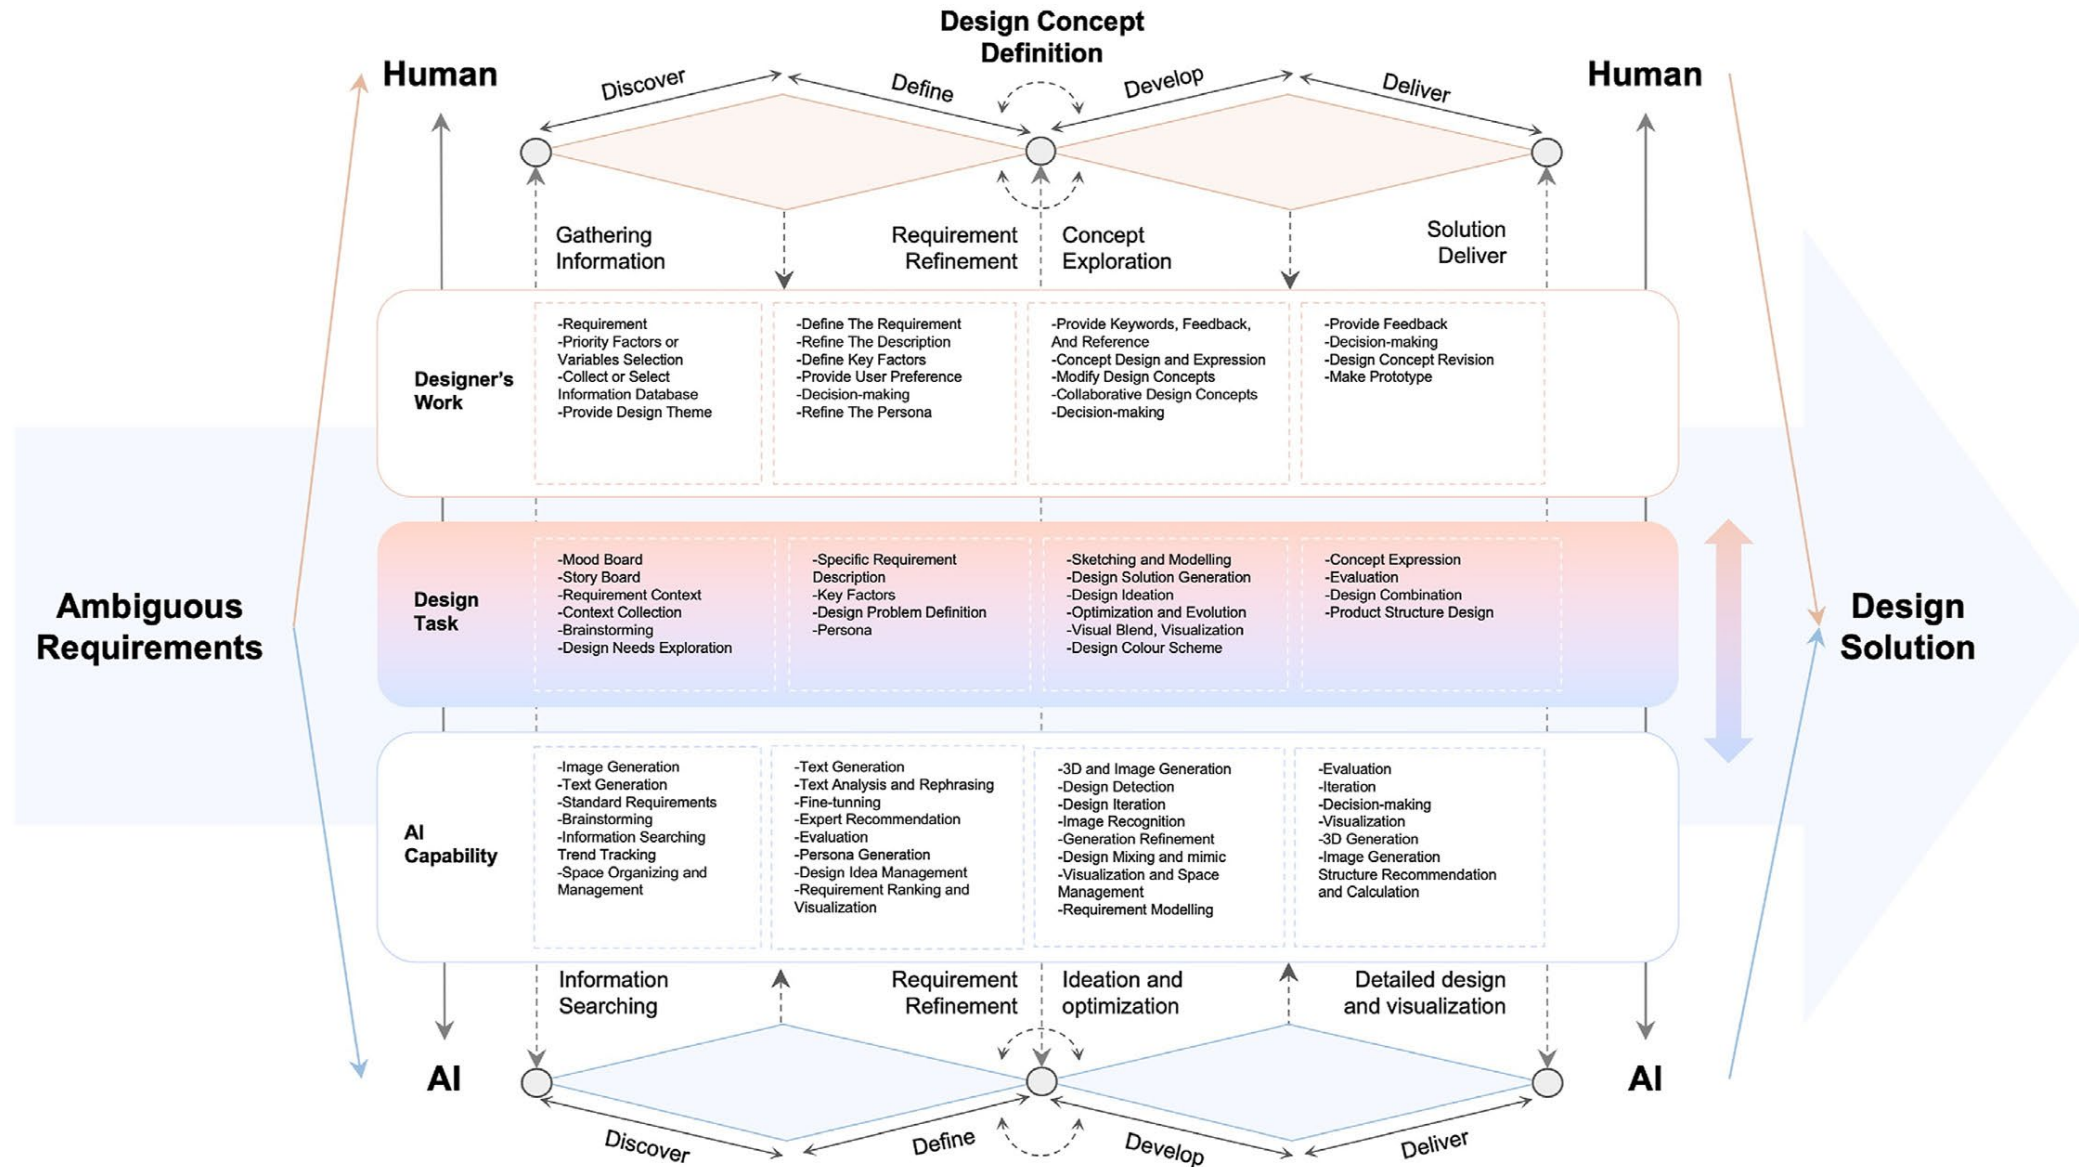 Design Concept
Definition
Human
Human
Discover
Define
Develop
Deliver
Gathering
Information
Requirement
Refinement
Concept
Exploration
Solution
Deliver
Designer's
Work
-Requirement
-Priority Factors or
Variables Selection
-Collect or Select
Information Database
-Provide Design Theme
-Define The Requirement
-Refine The Description
-Define Key Factors
-Provide User Preference
-Decision-making
-Refine The Persona
-Provide Keywords, Feedback,
And Reference
-Concept Design and Expression
-Modify Design Concepts
-Collaborative Design Concepts
-Decision-making
-Provide Feedback
-Decision-making
-Design Concept Revision
-Make Prototype
Ambiguous
Requirements
Design
Task
-Mood Board
-Story Board
-Requirement Context
-Context Collection
-Brainstorming
-Design Needs Exploration
-Specific Requirement
Description
-Key Factors
-Design Problem Definition
-Persona
-Sketching and Modelling
-Design Solution Generation
-Design Ideation
-Optimization and Evolution
-Visual Blend, Visualization
-Design Colour Scheme
-Concept Expression
-Evaluation
-Design Combination
-Product Structure Design
Design
Solution
AI
Capability
-Image Generation
-Text Generation
-Standard Requirements
-Brainstorming
-Information Searching
Trend Tracking
-Space Organizing and
Management
-Text Generation
-Text Analysis and Rephrasing
-Fine-tunning
-Expert Recommendation
-Evaluation
-Persona Generation
-Design Idea Management
-Requirement Ranking and
Visualization
-3D and Image Generation
-Design Detection
-Design Iteration
-Image Recognition
-Generation Refinement
-Design Mixing and mimic
-Visualization and Space
Management
-Requirement Modelling
-Evaluation
-Iteration
-Decision-making
-Visualization
-3D Generation
-Image Generation
Structure Recommendation
and Calculation
Information
Searching
Requirement
Refinement
Ideation and
optimization
Detailed design
and visualization
AI
AI
Discover
Define
Develop
Deliver